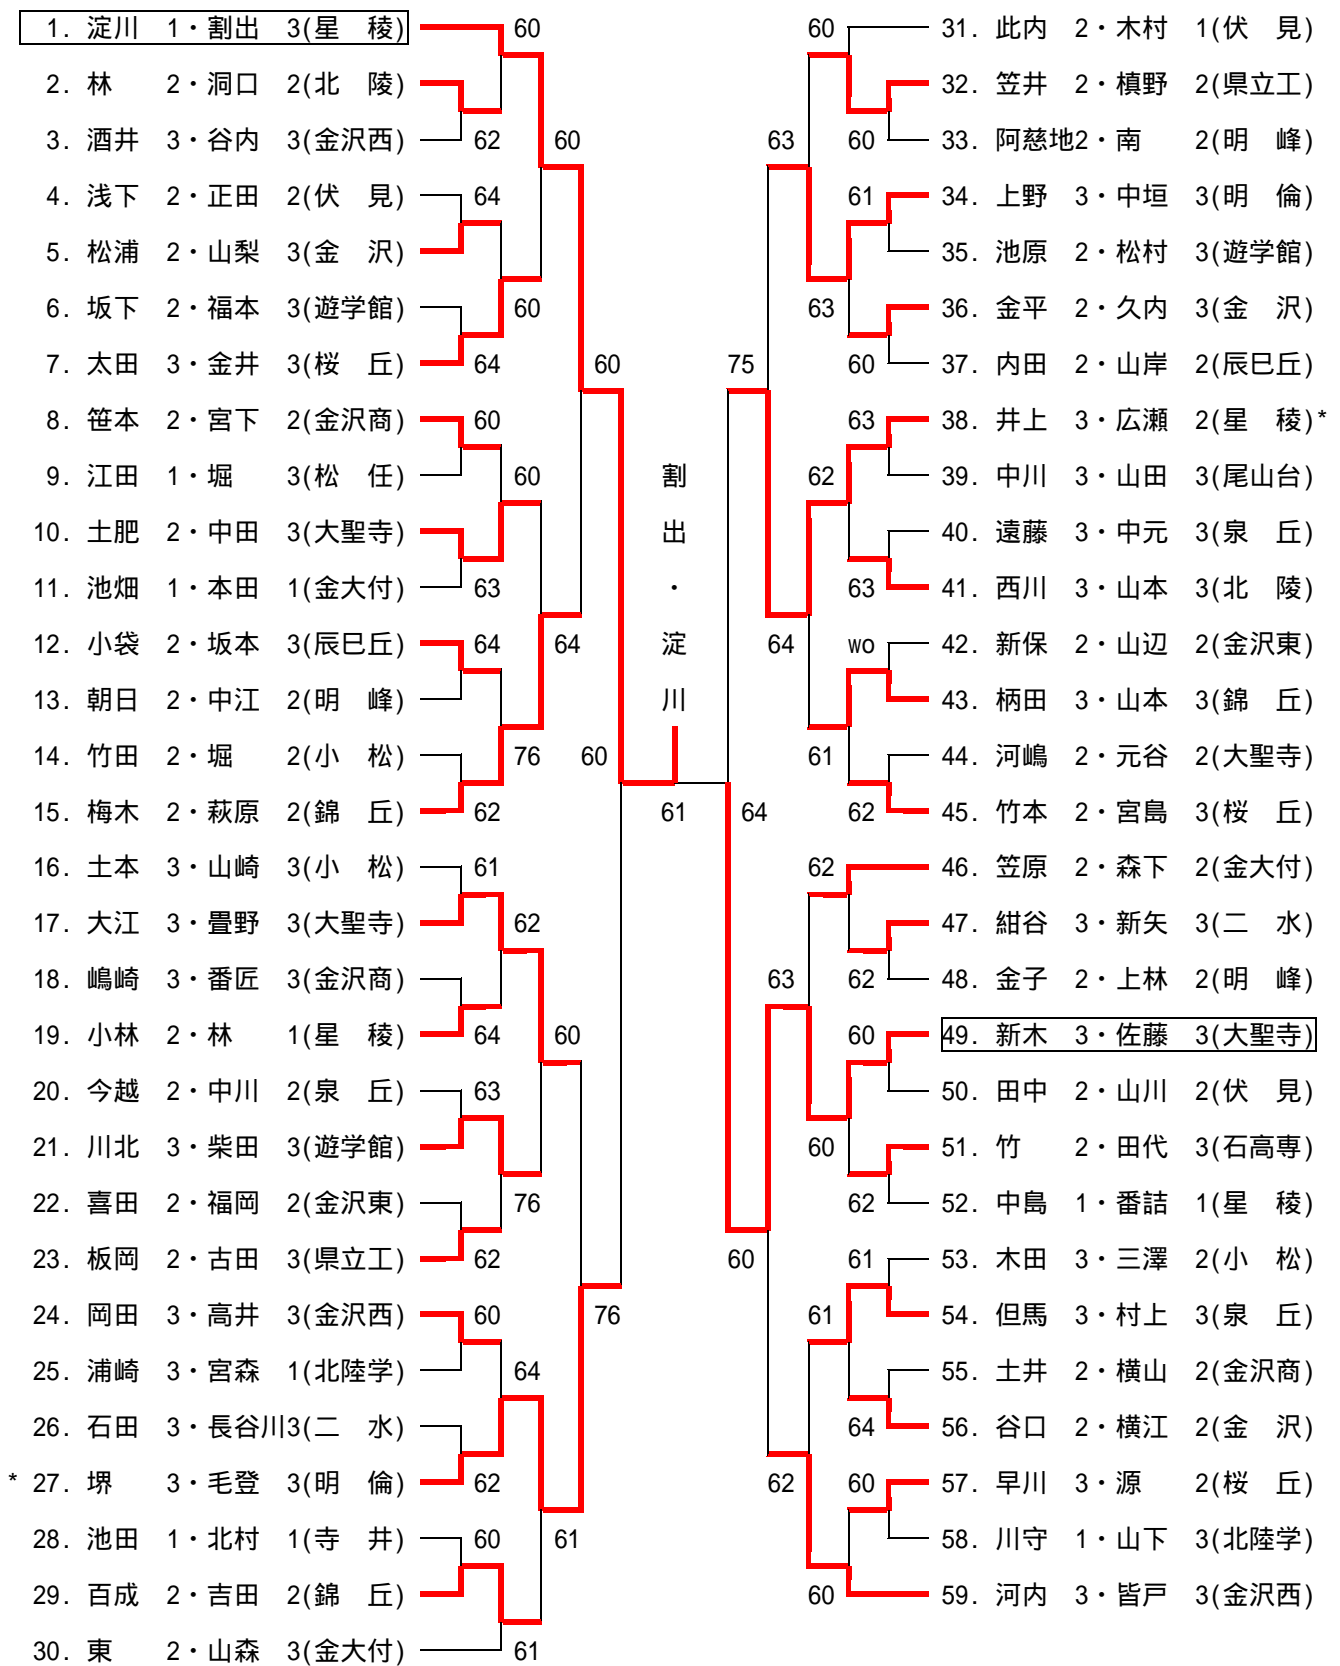 1. 淀川 1・割出 3(星 稜)
60
2. 林 2・洞口 2(北 陵)
3. 酒井 3・谷内 3(金沢西)
62
60
4. 浅下 2・正田 2(伏 見)
64
5. 松浦 2・山梨 3(金 沢)
6. 坂下 2・福本 3(遊学館)
60
7. 太田 3・金井 3(桜 丘)
64
60
8. 笹本 2・宮下 2(金沢商)
60
9. 江田 1・堀 3(松 任)
60
10. 土肥 2・中田 3(大聖寺)
11. 池畑 1・本田 1(金大付)
63
12. 小袋 2・坂本 3(辰巳丘)
64
64
13. 朝日 2・中江 2(明 峰)
14. 竹田 2・堀 2(小 松)
76
60
15. 梅木 2・萩原 2(錦 丘)
62
16. 土本 3・山崎 3(小 松)
61
17. 大江 3・畳野 3(大聖寺)
62
18. 嶋崎 3・番匠 3(金沢商)
19. 小林 2・林 1(星 稜)
64
60
20. 今越 2・中川 2(泉 丘)
63
21. 川北 3・柴田 3(遊学館)
22. 喜田 2・福岡 2(金沢東)
76
23. 板岡 2・古田 3(県立工)
62
24. 岡田 3・高井 3(金沢西)
60
76
25. 浦崎 3・宮森 1(北陸学)
64
26. 石田 3・長谷川3(二 水)
* 27. 堺 3・毛登 3(明 倫)
62
28. 池田 1・北村 1(寺 井)
60
61
29. 百成 2・吉田 2(錦 丘)
30. 東 2・山森 3(金大付)
61
割出・淀川
61
60
31. 此内 2・木村 1(伏 見)
32. 笠井 2・槙野 2(県立工)
63
60
33. 阿慈地2・南 2(明 峰)
61
34. 上野 3・中垣 3(明 倫)
35. 池原 2・松村 3(遊学館)
63
36. 金平 2・久内 3(金 沢)
75
60
37. 内田 2・山岸 2(辰巳丘)
63
38. 井上 3・広瀬 2(星 稜)*
62
39. 中川 3・山田 3(尾山台)
40. 遠藤 3・中元 3(泉 丘)
63
41. 西川 3・山本 3(北 陵)
64
wo
42. 新保 2・山辺 2(金沢東)
43. 柄田 3・山本 3(錦 丘)
61
44. 河嶋 2・元谷 2(大聖寺)
64
62
45. 竹本 2・宮島 3(桜 丘)
62
46. 笠原 2・森下 2(金大付)
47. 紺谷 3・新矢 3(二 水)
63
62
48. 金子 2・上林 2(明 峰)
60
49. 新木 3・佐藤 3(大聖寺)
50. 田中 2・山川 2(伏 見)
60
51. 竹 2・田代 3(石高専)
62
52. 中島 1・番詰 1(星 稜)
60
61
53. 木田 3・三澤 2(小 松)
61
54. 但馬 3・村上 3(泉 丘)
55. 土井 2・横山 2(金沢商)
64
56. 谷口 2・横江 2(金 沢)
62
60
57. 早川 3・源 2(桜 丘)
58. 川守 1・山下 3(北陸学)
60
59. 河内 3・皆戸 3(金沢西)